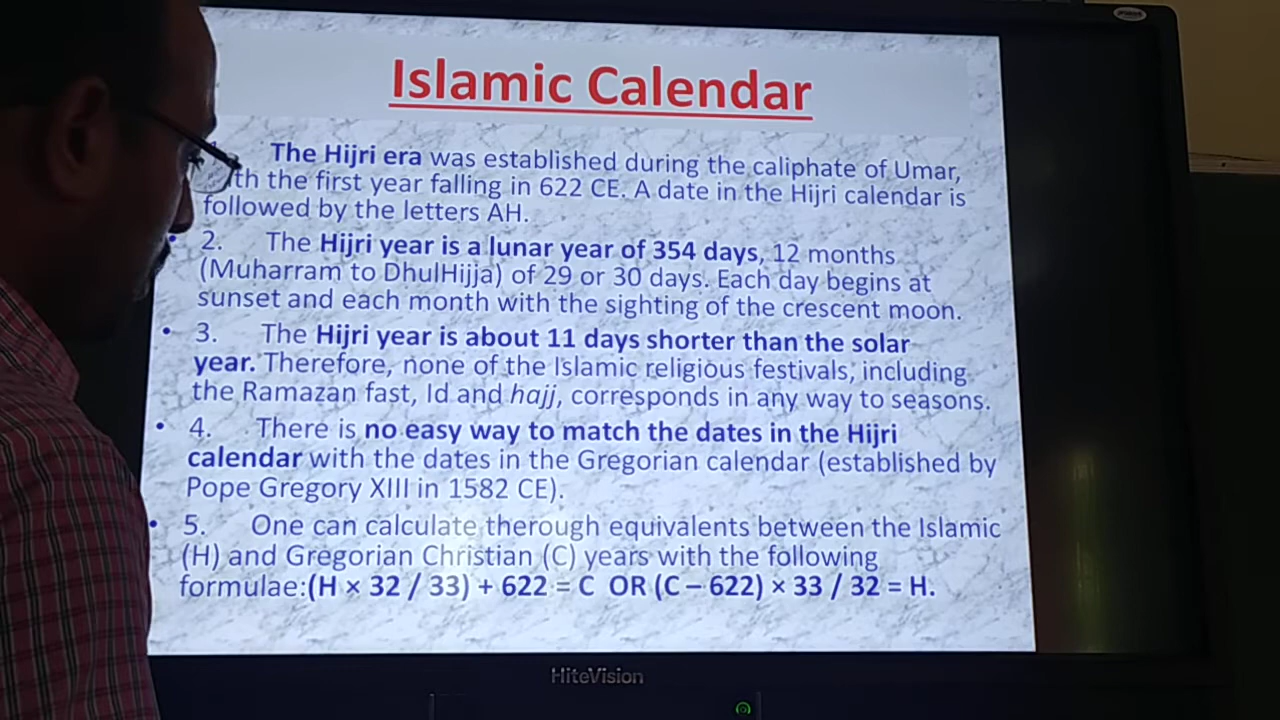 Islamic Calendar
The Hijri era was established during the caliphate of Umar,
the first year falling in 622 CE. A date in the Hijri calendar is
followed by the letters AH.
• 2. The Hijri year is a lunar year of 354 days, 12 months
(Muharram to DhulHijja) of 29 or 30 days. Each day begins at
sunset and each month with the sighting of the crescent moon.
• 3. The Hijri year is about 11 days shorter than the solar
year. Therefore, none of the Islamic religious festivals, including
the Ramazan fast, Id and hajj, corresponds in any way to seasons.
• 4. There is no easy way to match the dates in the Hijri
calendar with the dates in the Gregorian calendar (established by
Pope Gregory XIII in 1582 CE).
• 5. One can calculate therough equivalents between the Islamic
(H) and Gregorian Christian (C) years with the following
formulae:(H × 32 / 33) + 622 = C OR (C – 622) × 33 / 32 = H.
HiteVision